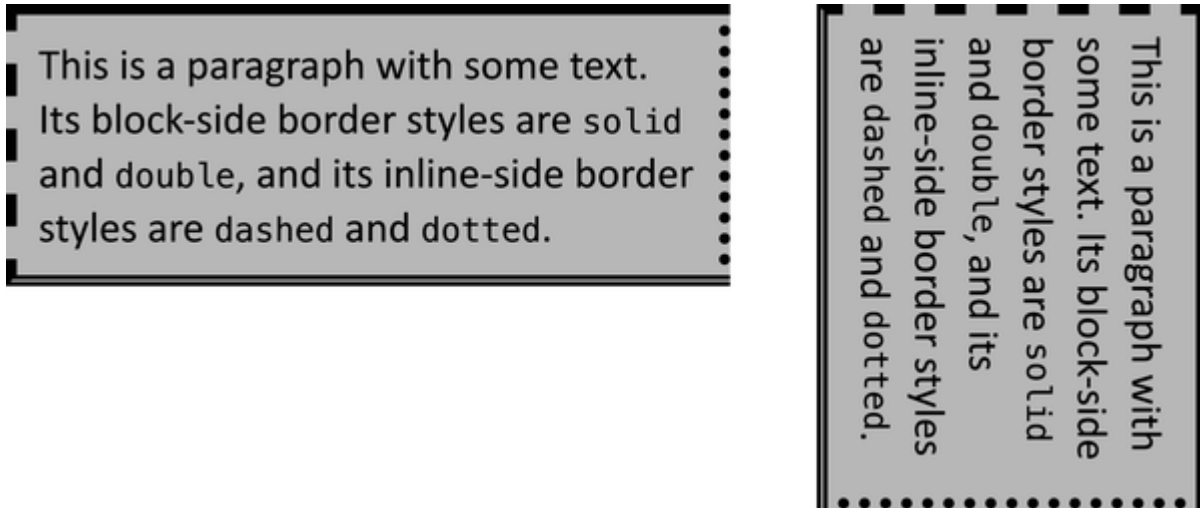 This is a paragraph with some text.
Its block-side border styles are solid
and double, and its inline-side border
styles are dashed and dotted.
This is a paragraph with
some text. Its block-side
border styles are solid
and double, and its
inline-side border styles
are dashed and dotted.